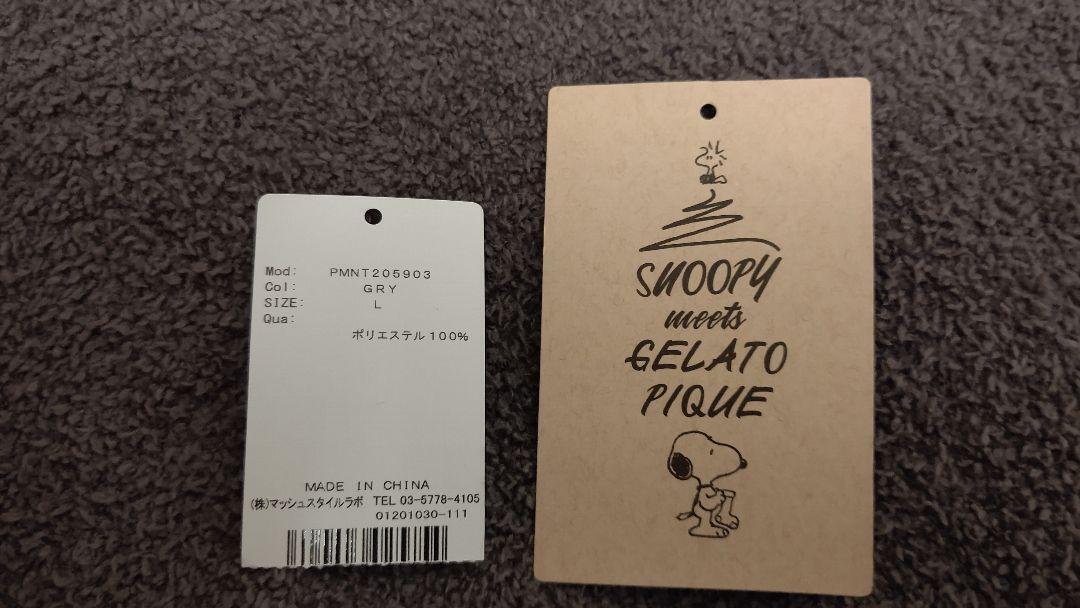 Mod: PMNT205903
Col: GRY
SIZE: L
Qua:
ポリエステル100%
MADE IN CHINA
(株)マッシュスタイルラボ TEL 03-5778-4105
01201030-111
SNOOPY
meets
GELATO
PIQUE